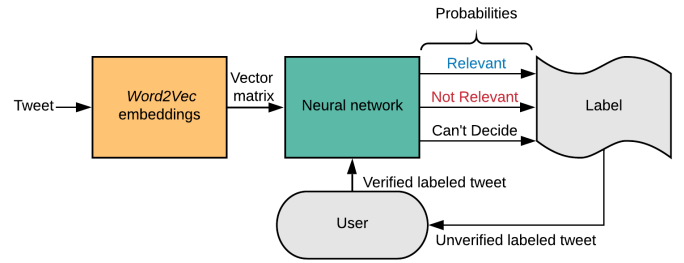 Probabilities
Relevant
Tweet
Word2Vec
embeddings
Vector
matrix
Neural network
Not Relevant
Label
Can't Decide
Verified labeled tweet
User
Unverified labeled tweet